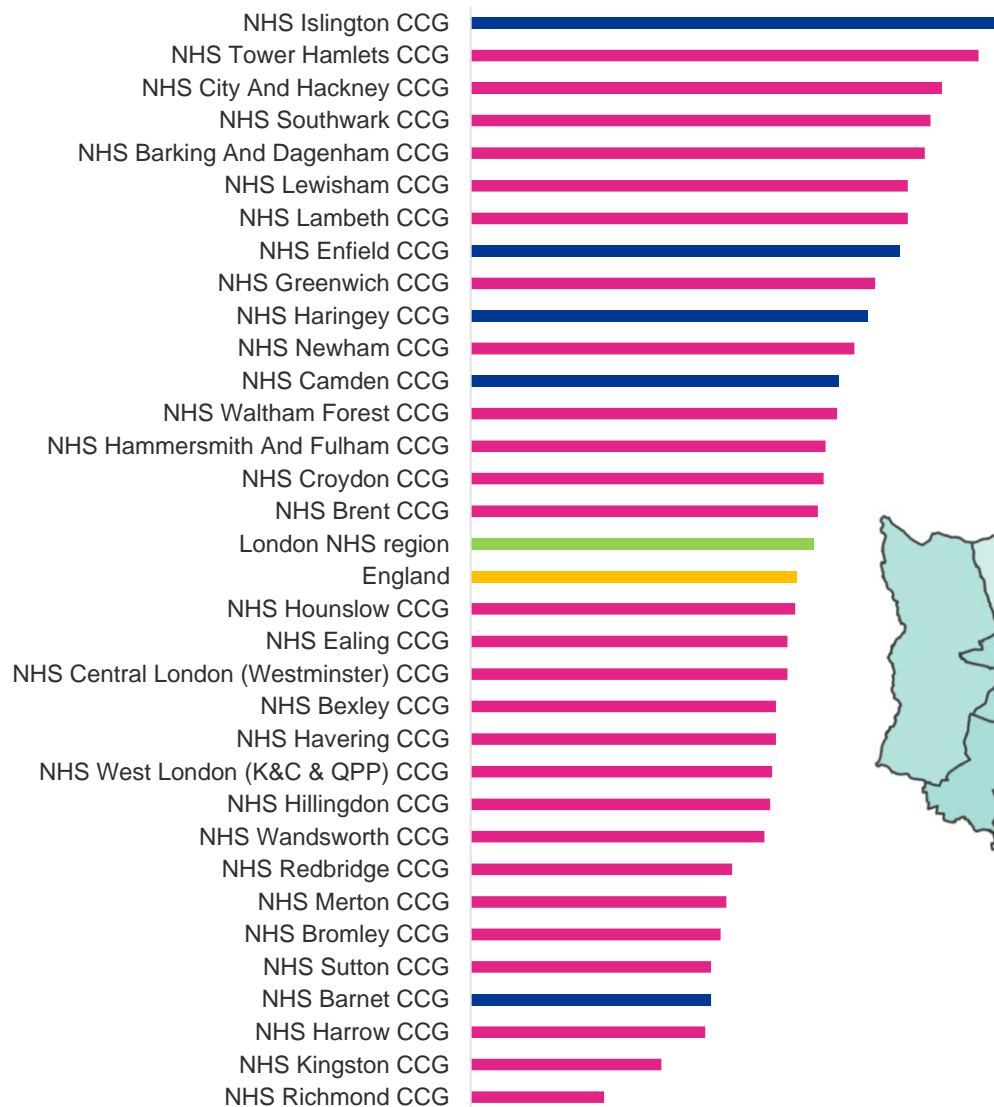 NHS Islington CCG
NHS Tower Hamlets CCG
NHS City And Hackney CCG
NHS Southwark CCG
NHS Barking And Dagenham CCG
NHS Lewisham CCG
NHS Lambeth CCG
NHS Enfield CCG
NHS Greenwich CCG
NHS Haringey CCG
NHS Newham CCG
NHS Camden CCG
NHS Waltham Forest CCG
NHS Hammersmith And Fulham CCG
NHS Croydon CCG
NHS Brent CCG
London NHS region
England
NHS Hounslow CCG
NHS Ealing CCG
NHS Central London (Westminster) CCG
NHS Bexley CCG
NHS Havering CCG
NHS West London (K&C & QPP) CCG
NHS Hillingdon CCG
NHS Wandsworth CCG
NHS Redbridge CCG
NHS Merton CCG
NHS Bromley CCG
NHS Sutton CCG
NHS Barnet CCG
NHS Harrow CCG
NHS Kingston CCG
NHS Richmond CCG